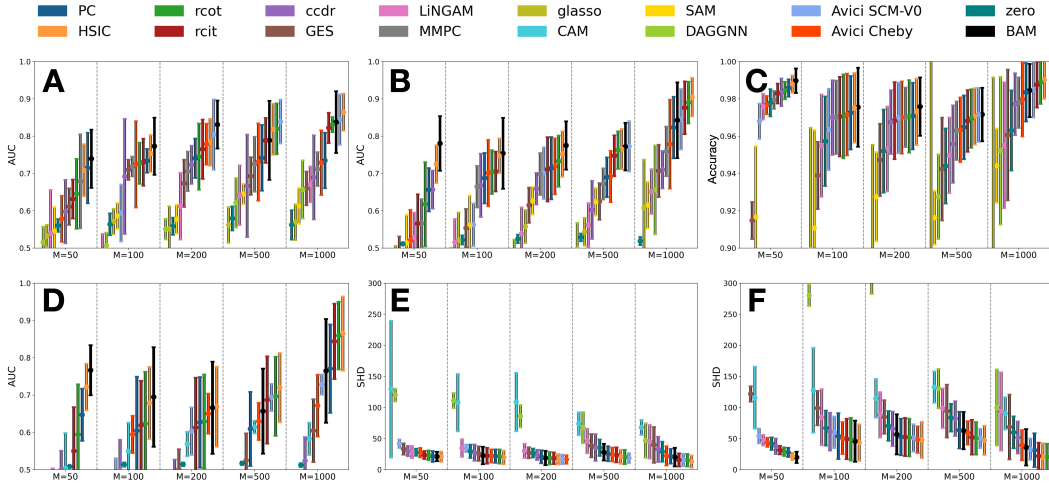 PC rcot ccdr LiNGAM glasso SAM Avici SCM-V0 zero
HSIC rcit GES MMPC CAM DAGGNN Avici Cheby BAM
A
AUC
1.0
0.9
0.8
0.7
0.6
0.5
M=50 M=100 M=200 M=500 M=1000
B
AUC
1.0
0.9
0.8
0.7
0.6
0.5
M=50 M=100 M=200 M=500 M=1000
C
Accuracy
1.00
0.98
0.96
0.94
0.92
0.90
M=50 M=100 M=200 M=500 M=1000
D
AUC
1.0
0.9
0.8
0.7
0.6
0.5
M=50 M=100 M=200 M=500 M=1000
E
SHD
300
250
200
150
100
50
0
M=50 M=100 M=200 M=500 M=1000
F
SHD
300
250
200
150
100
50
0
M=50 M=100 M=200 M=500 M=1000